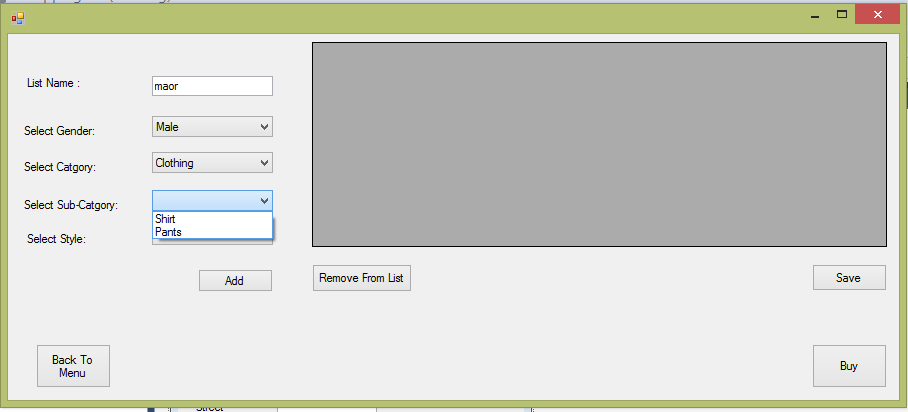 List Name :
maor
Select Gender:
Male
Select Catgory:
Clothing
Select Sub-Catgory:
Shirt
Pants
Select Style:
Add
Remove From List
Save
Back To
Menu
Buy
Street